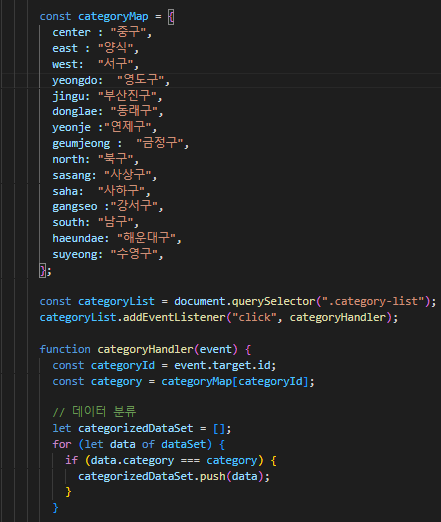 const categoryMap = {
center : "중구",
east : "양식",
west:  "서구",
yeongdo:  "영도구",
jingu: "부산진구",
donglae: "동래구",
yeonje :"연제구",
geumjeong :  "금정구",
north: "북구",
sasang: "사상구",
saha:  "사하구",
gangseo :"강서구",
south: "남구",
haeundae: "해운대구",
suyeong: "수영구",
};
const categoryList = document.querySelector(".category-list");
categoryList.addEventListener("click", categoryHandler);
function categoryHandler(event) {
const categoryId = event.target.id;
const category = categoryMap[categoryId];
// 데이터 분류
let categorizedDataSet = [];
for (let data of dataSet) {
if (data.category === category) {
categorizedDataSet.push(data);
}
}